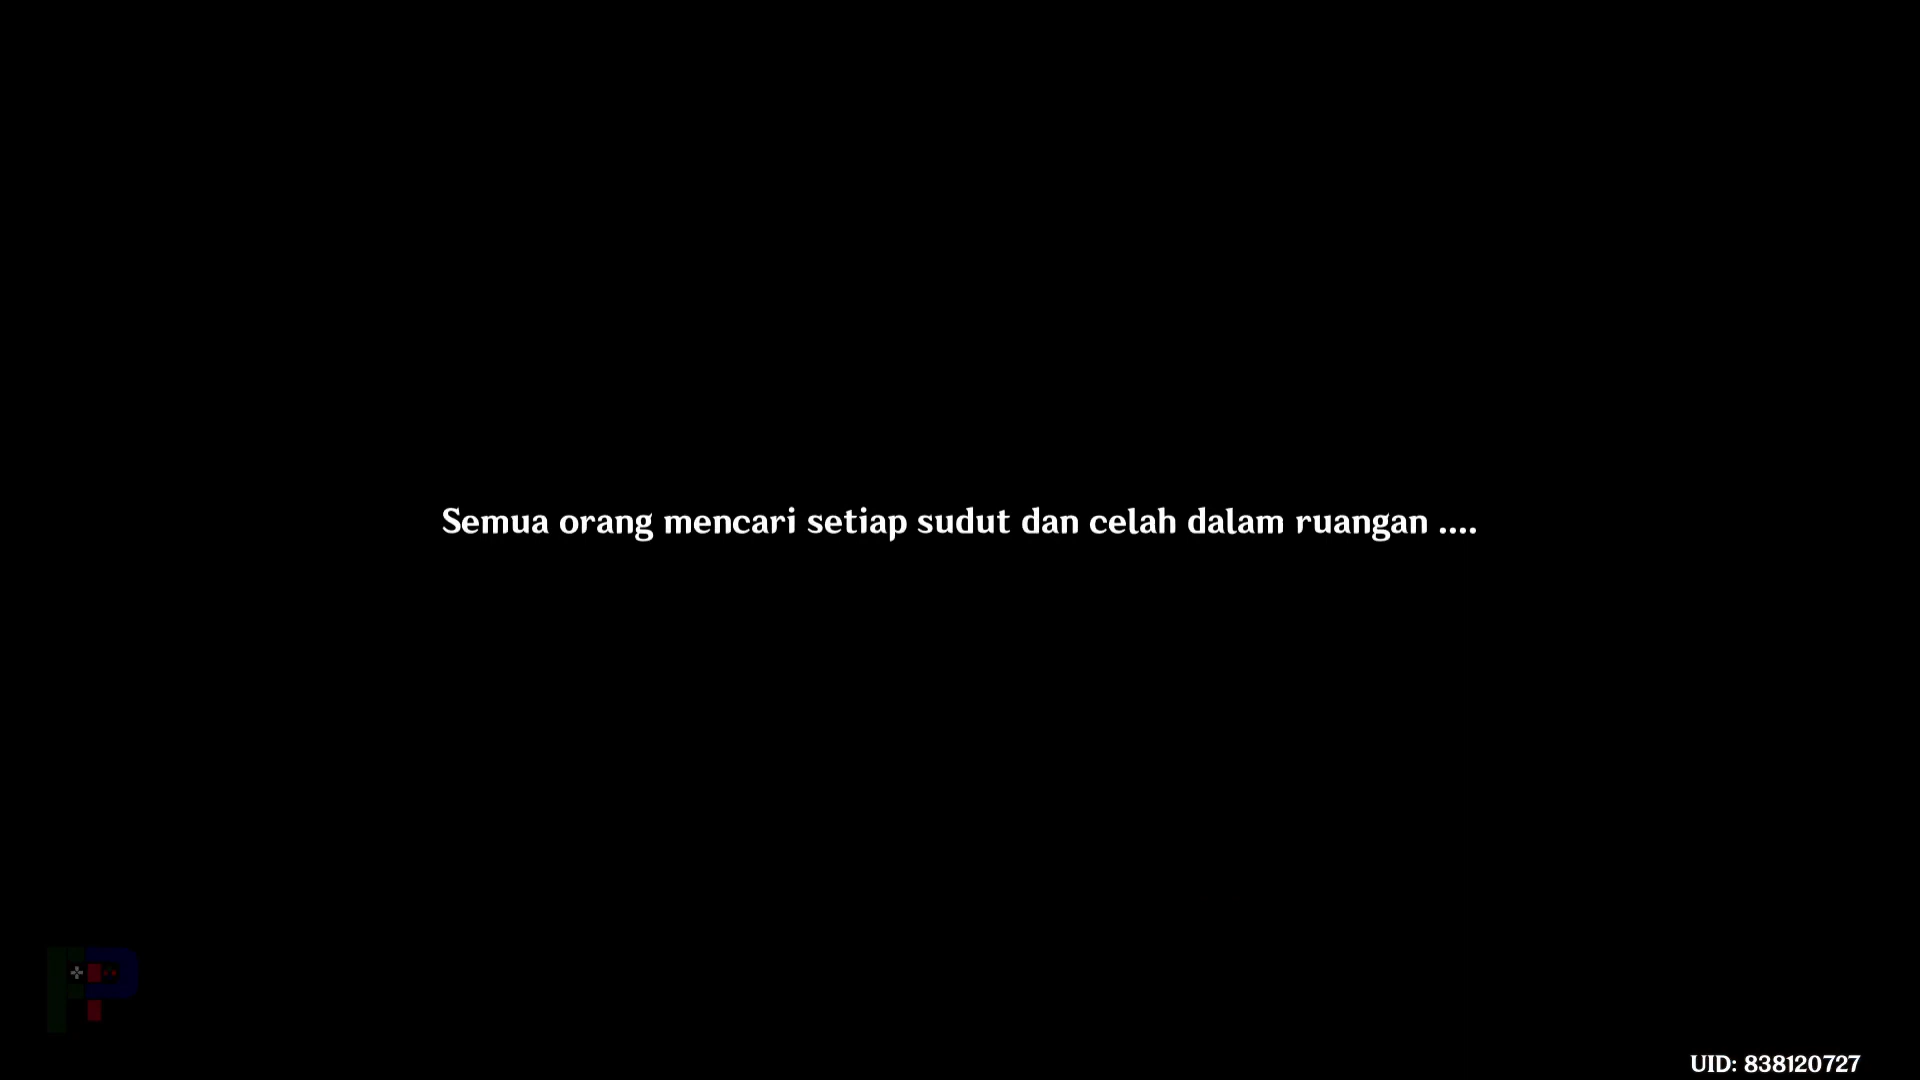 Semua orang mencari setiap sudut dan celah dalam ruangan ....
UID: 838120727